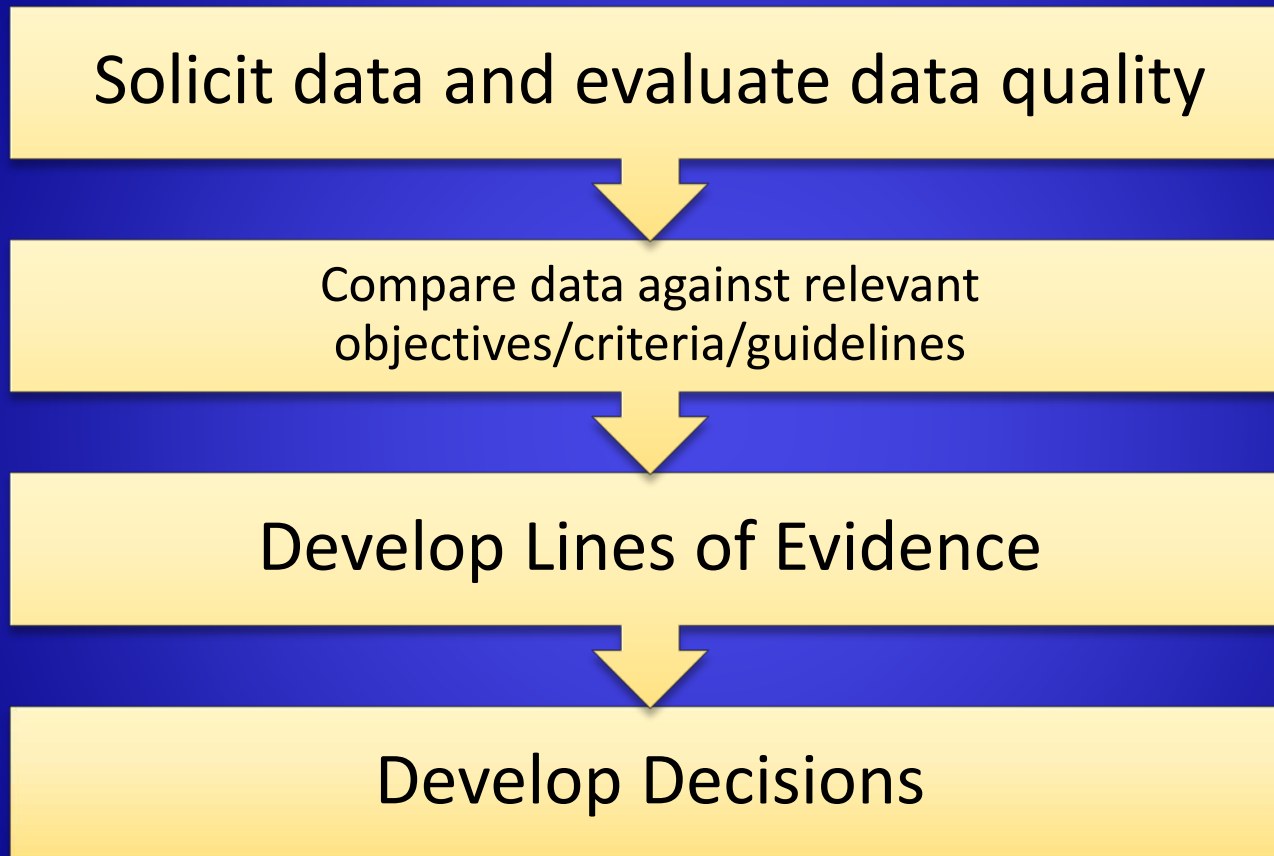 Solicit data and evaluate data quality
Compare data against relevant
objectives/criteria/guidelines
Develop Lines of Evidence
Develop Decisions